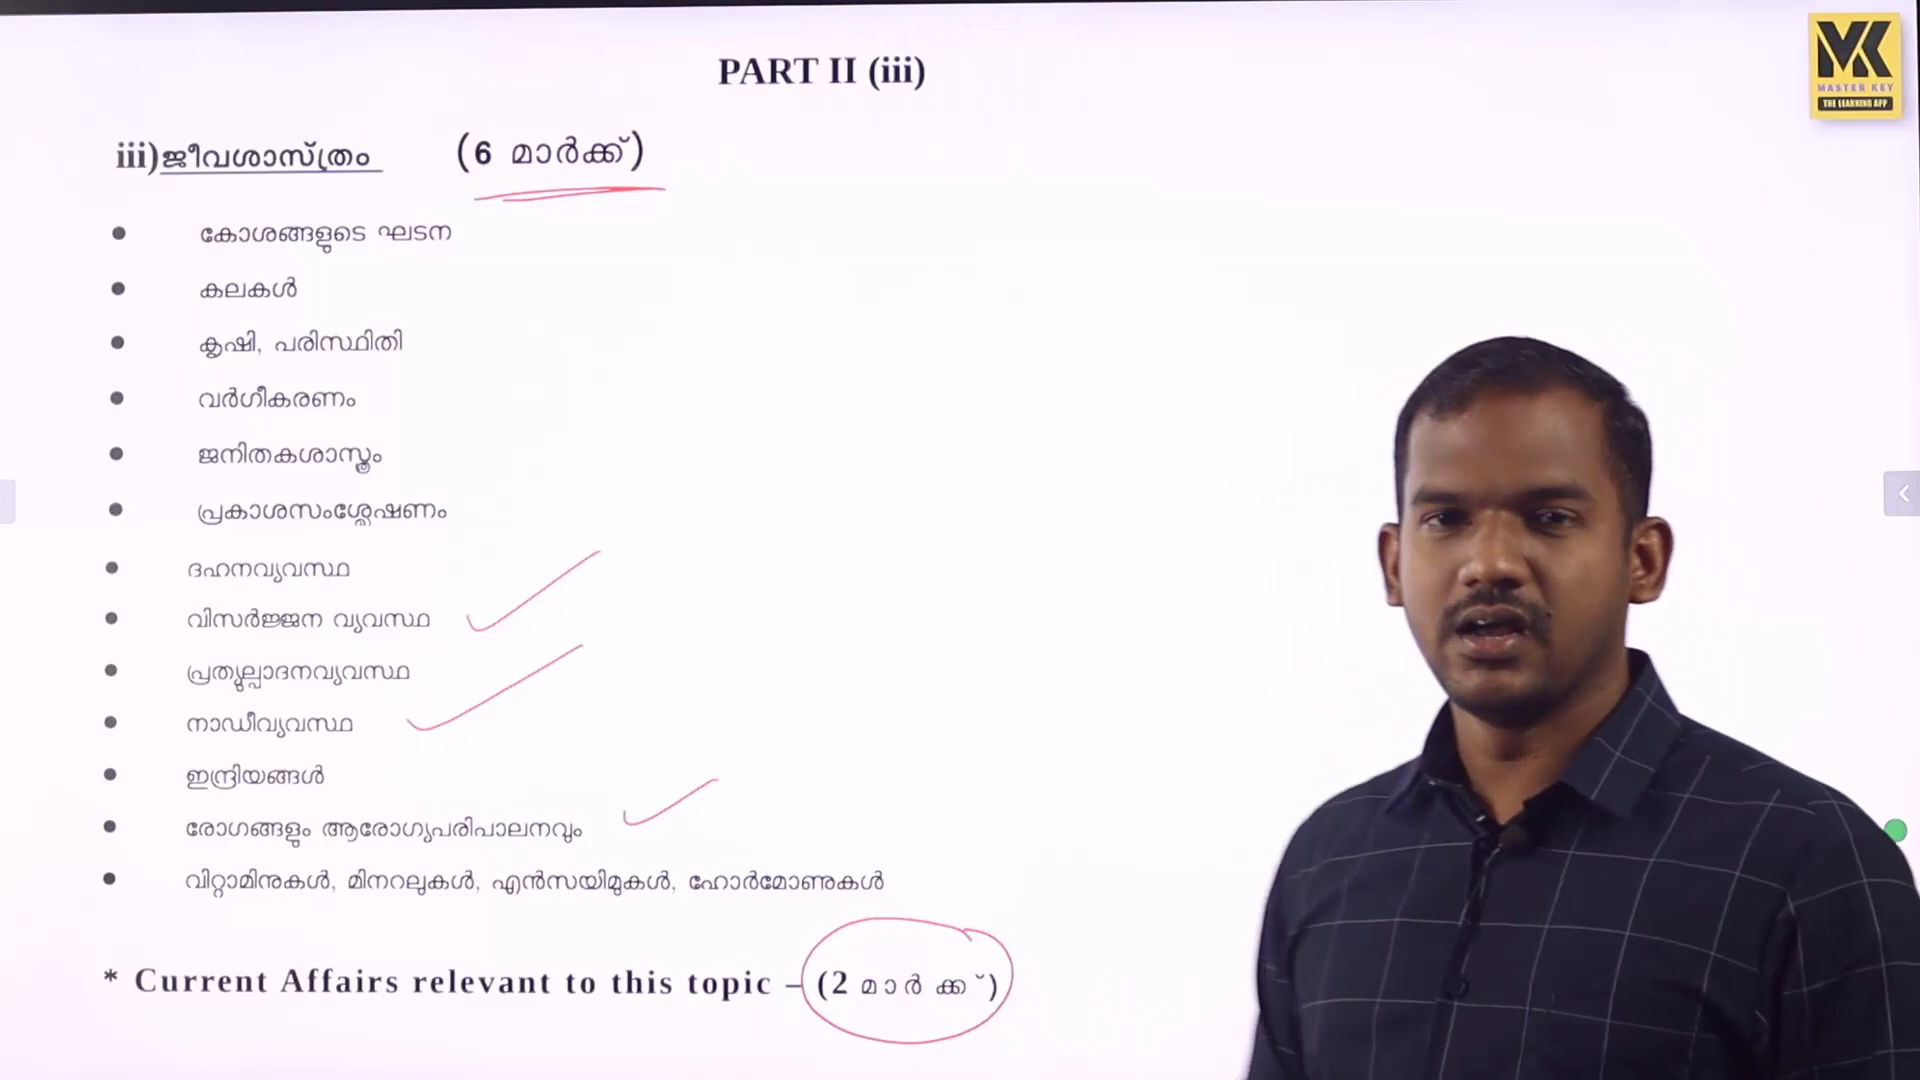 PART II (iii)
MK
MASTER KEY
THE LEARNING APP
iii)ജീവശാസ്ത്രം (6 മാർക്ക്)
● കോശങ്ങളുടെ ഘടന
● കലകൾ
● കൃഷി, പരിസ്ഥിതി
● വർഗീകരണം
● ജനിതകശാസ്ത്രം
● പ്രകാശസംശ്ലേഷണം
● ദഹനവ്യവസ്ഥ
● വിസർജ്ജന വ്യവസ്ഥ
● പ്രത്യുല്പാദനവ്യവസ്ഥ
● നാഡീവ്യവസ്ഥ
● ഇന്ദ്രിയങ്ങൾ
● രോഗങ്ങളും ആരോഗ്യപരിപാലനവും
● വിറ്റാമിനുകൾ, മിനറലുകൾ, എൻസയിമുകൾ, ഹോർമോണുകൾ
* Current Affairs relevant to this topic – (2 മാർക്ക്)